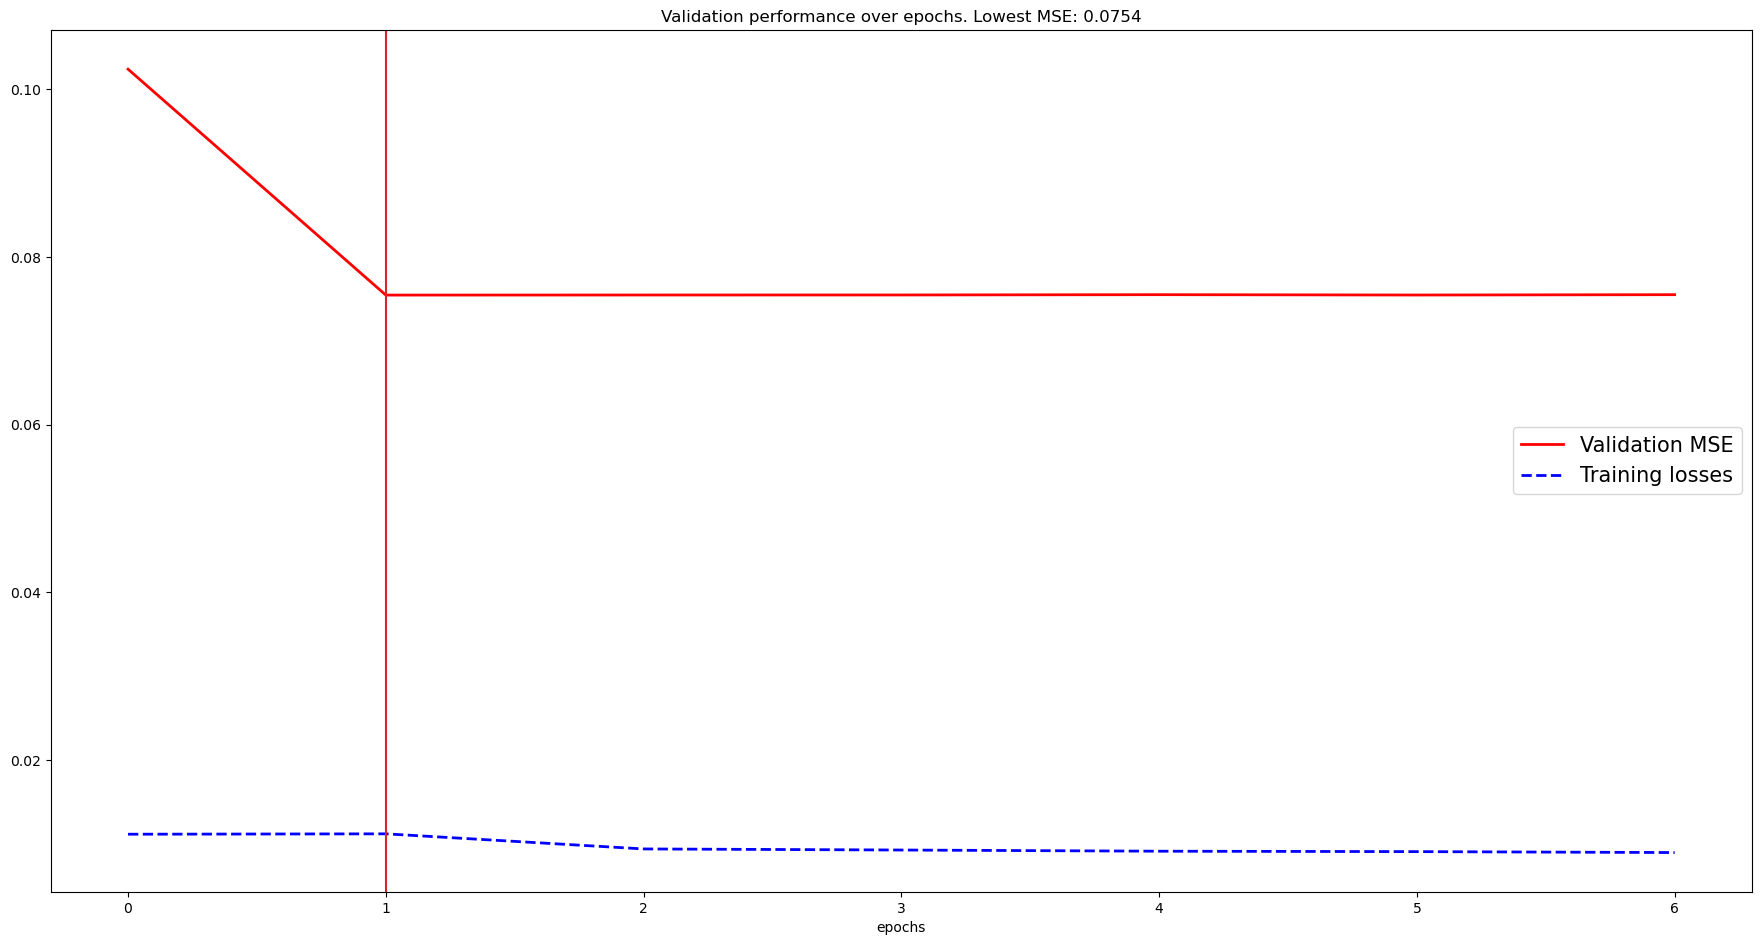 Validation performance over epochs. Lowest MSE: 0.0754
0.10
0.08
0.06
0.04
0.02
Validation MSE
Training losses
0 1 2 3 4 5 6
epochs